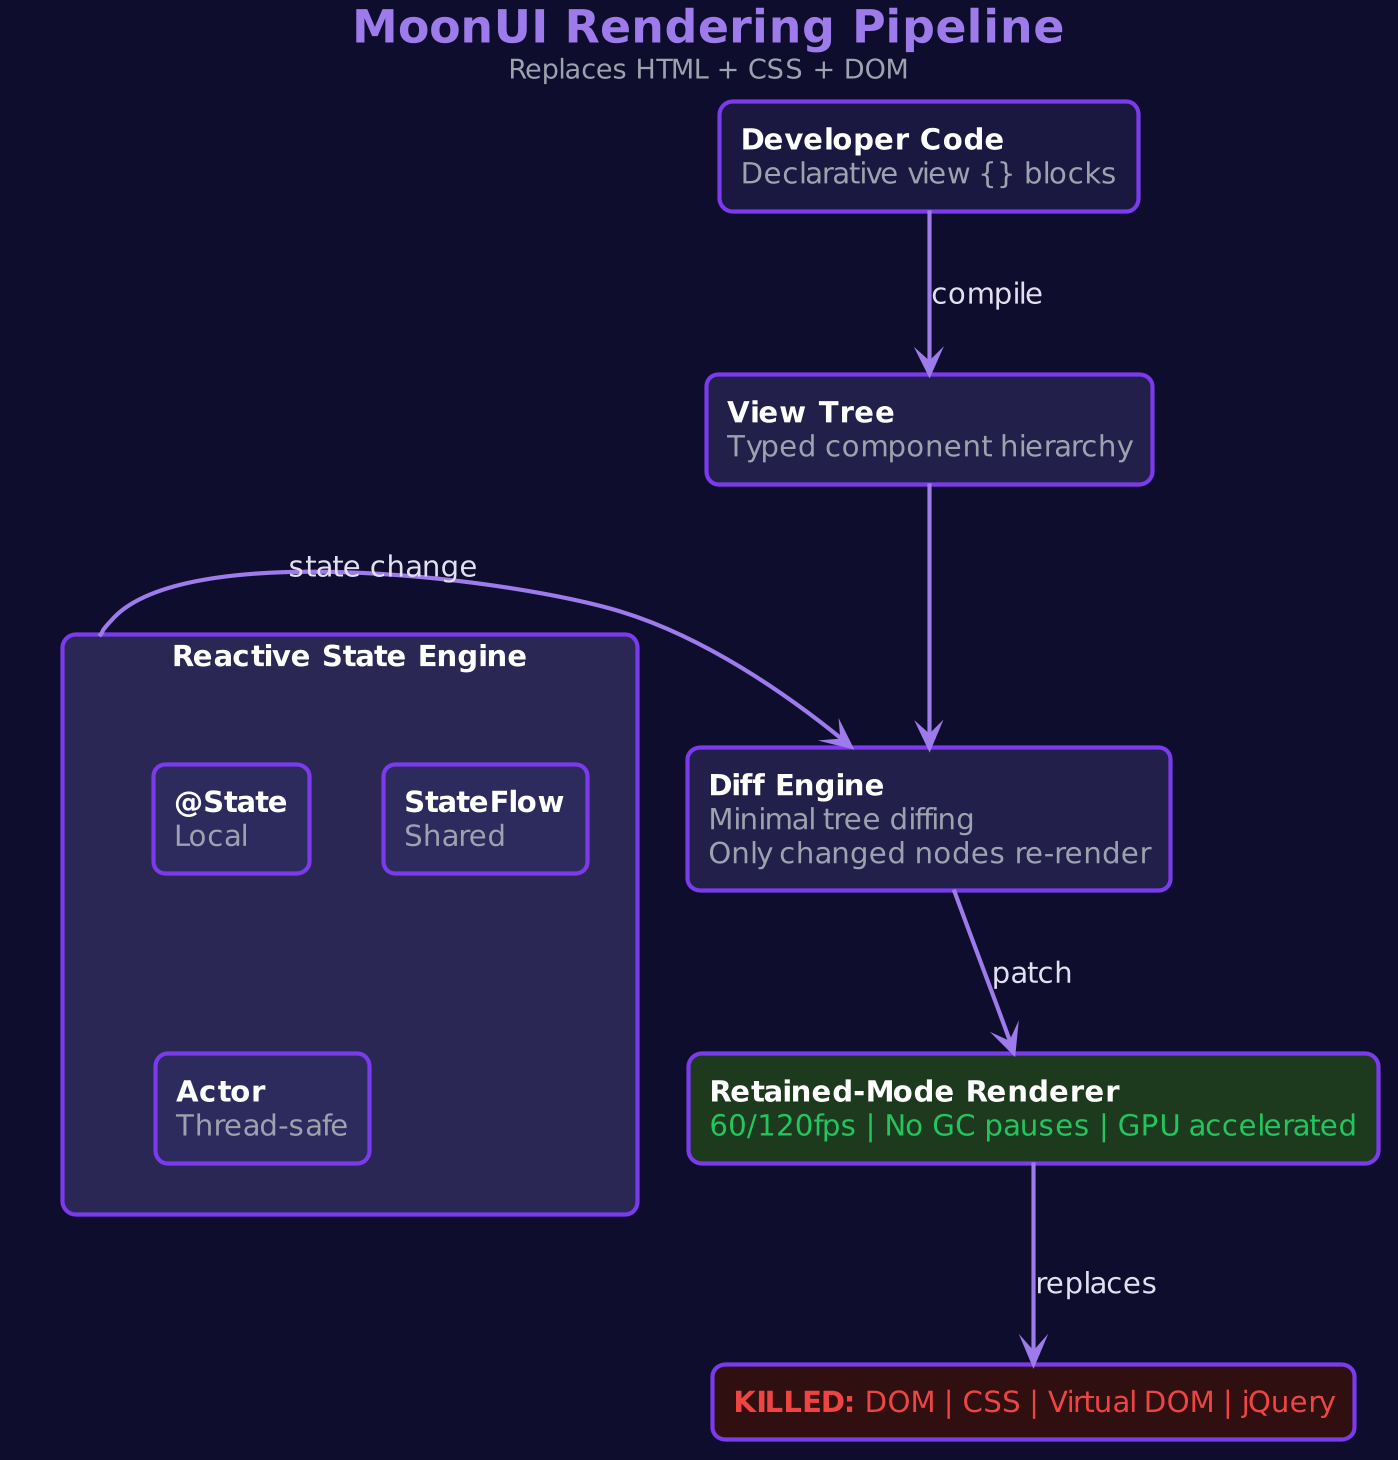 MoonUI Rendering Pipeline
Replaces HTML + CSS + DOM
Developer Code
Declarative view {} blocks
compile
View Tree
Typed component hierarchy
state change
Reactive State Engine
@State
Local
StateFlow
Shared
Actor
Thread-safe
Diff Engine
Minimal tree diffing
Only changed nodes re-render
patch
Retained-Mode Renderer
60/120fps | No GC pauses | GPU accelerated
replaces
KILLED: DOM | CSS | Virtual DOM | jQuery